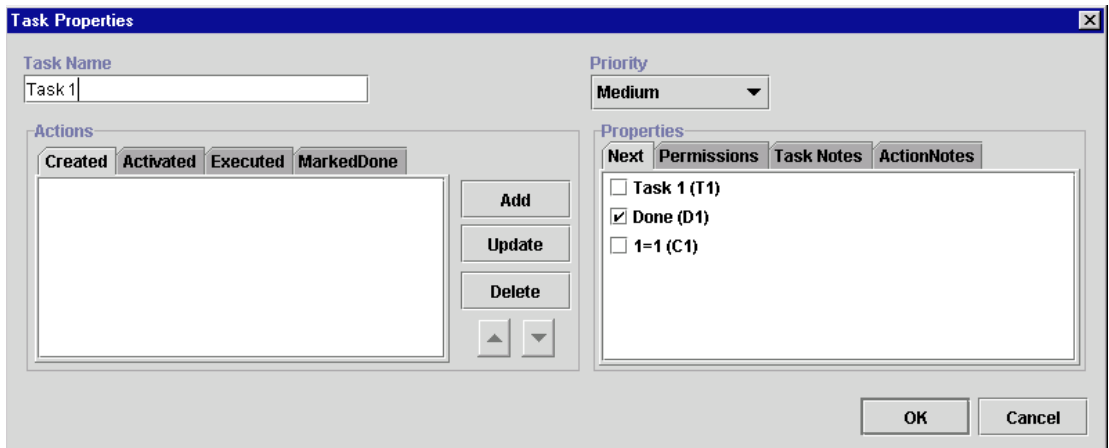 Task Properties
Task Name
Priority
Task 1
Medium
Actions
Properties
Created Activated Executed MarkedDone
Next Permissions Task Notes ActionNotes
Add
Update
Delete
Task 1 (T1)
Done (D1)
1=1 (C1)
OK Cancel